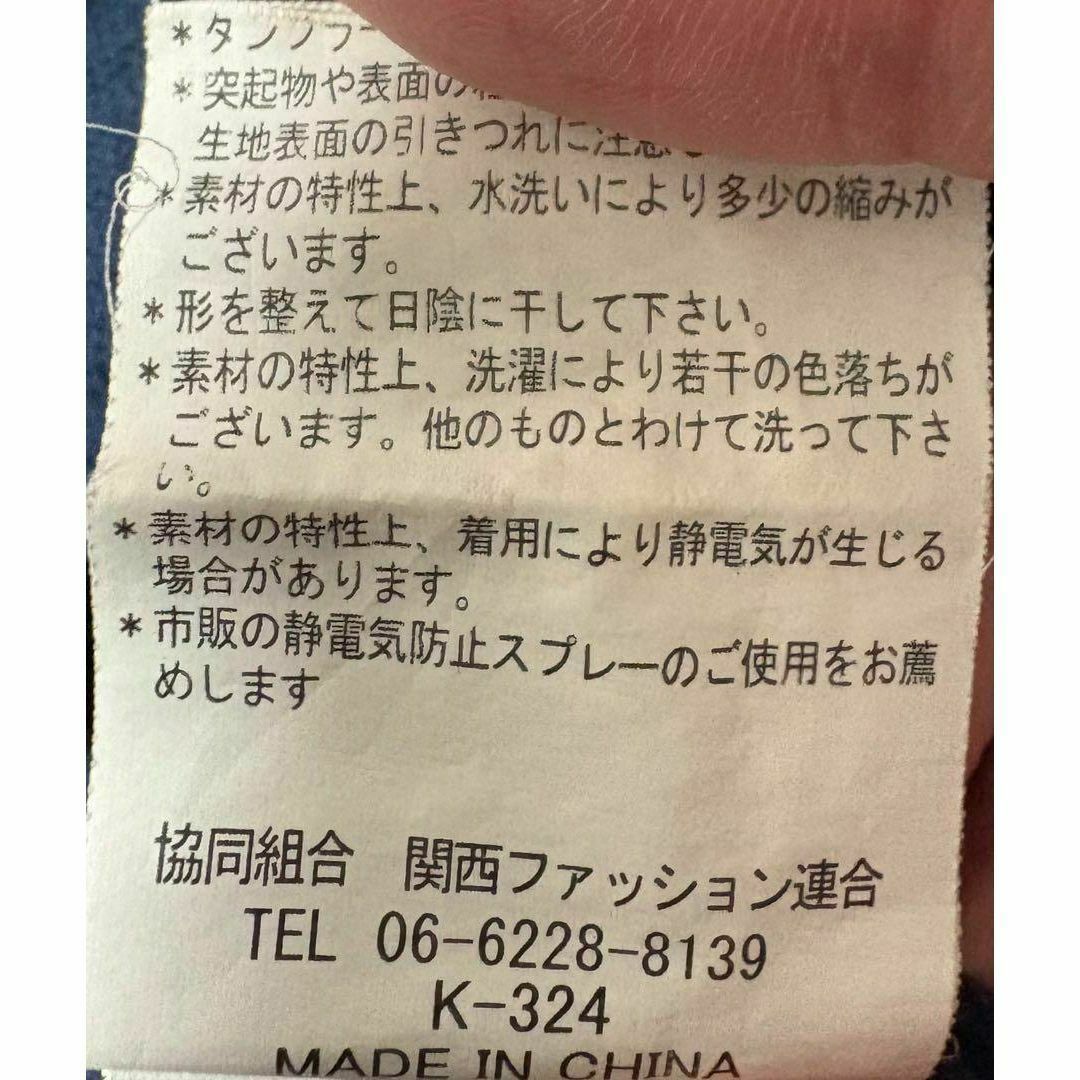 * 突起物や表面の
生地表面の引きつれに注意
* 素材の特性上、水洗いにより多少の縮みが
ございます。
* 形を整えて日陰に干して下さい。
* 素材の特性上、洗濯により若干の色落ちが
ございます。他のものとわけて洗って下さ
い。
* 素材の特性上、着用により静電気が生じる
場合があります。
* 市販の静電気防止スプレーのご使用をお薦
めします
協同組合 関西ファッション連合
TEL 06-6228-8139
K-324
MADE IN CHINA